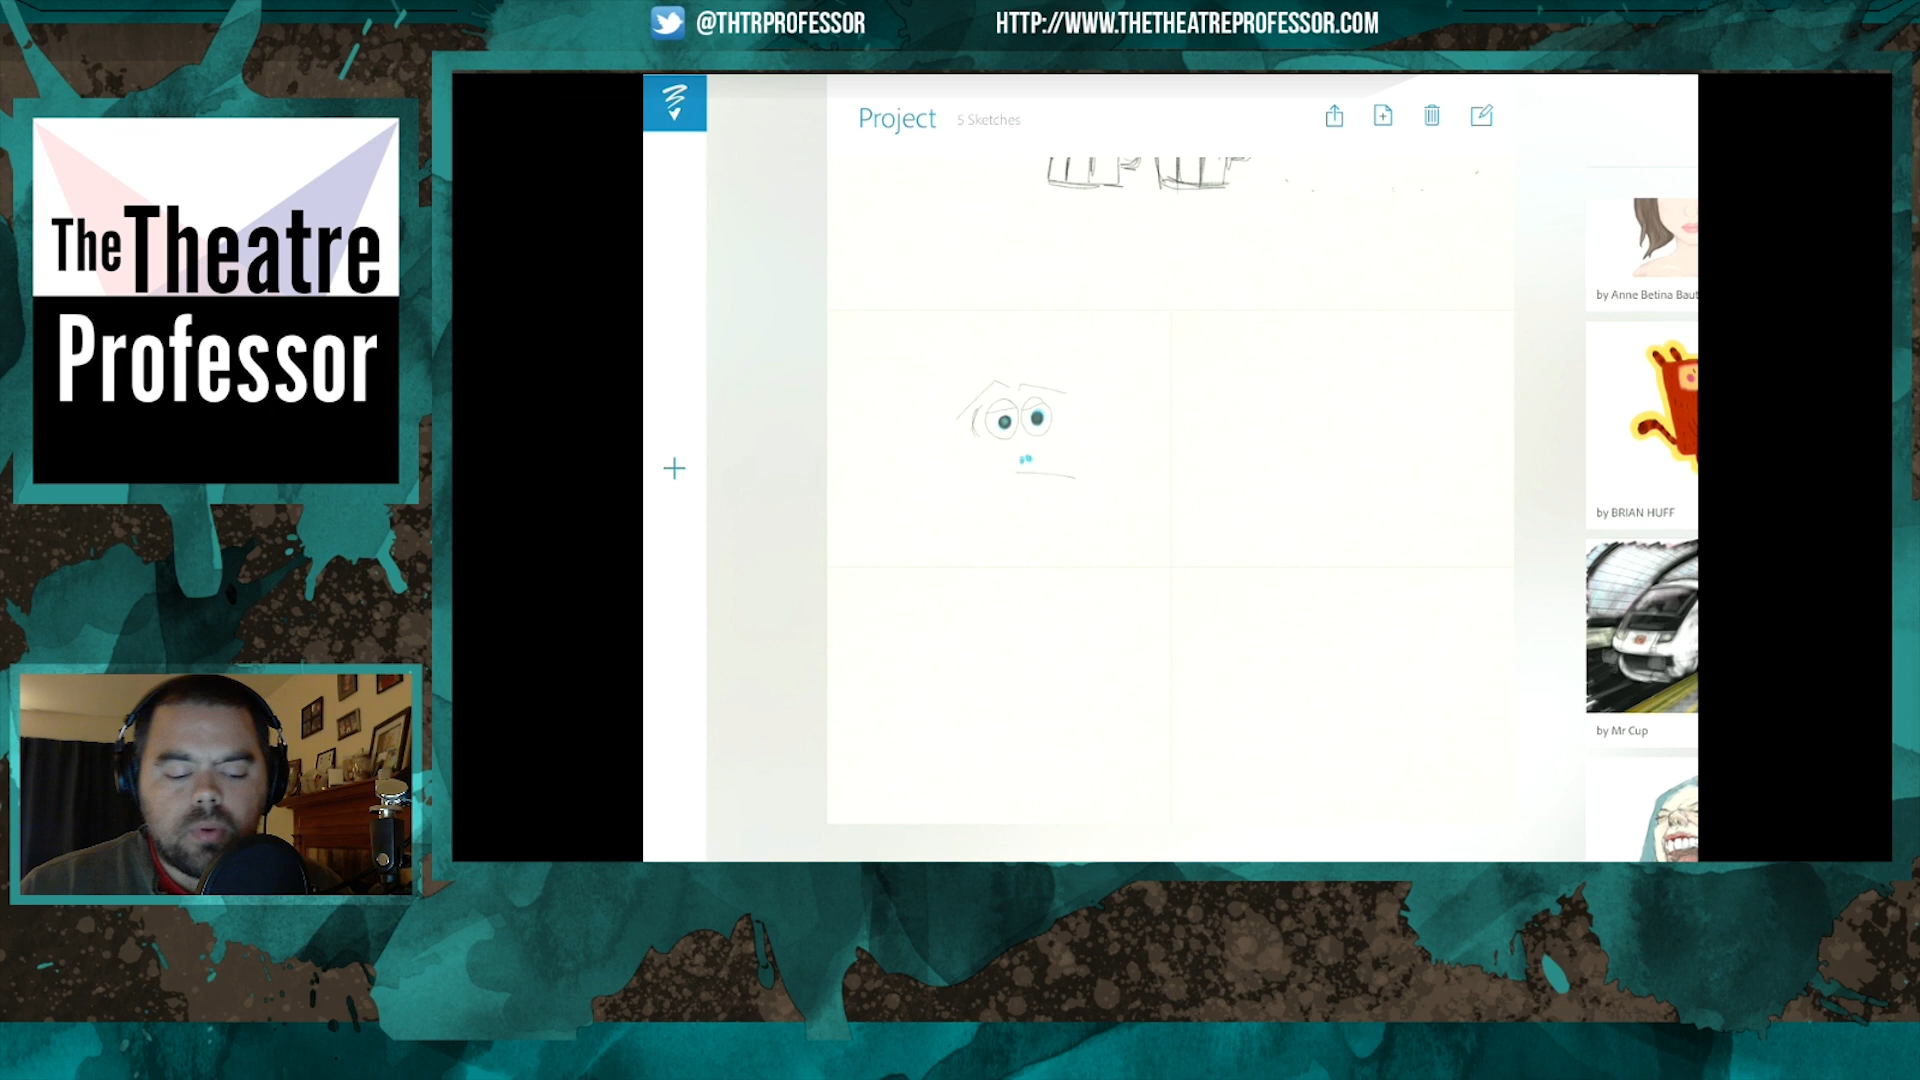 @THTRPROFESSOR
HTTP://WWW.THETHEATREPROFESSOR.COM
The Theatre
Professor
Project 5 Sketches
by Anne Betina Baut
by BRIAN HUFF
by Mr Cup